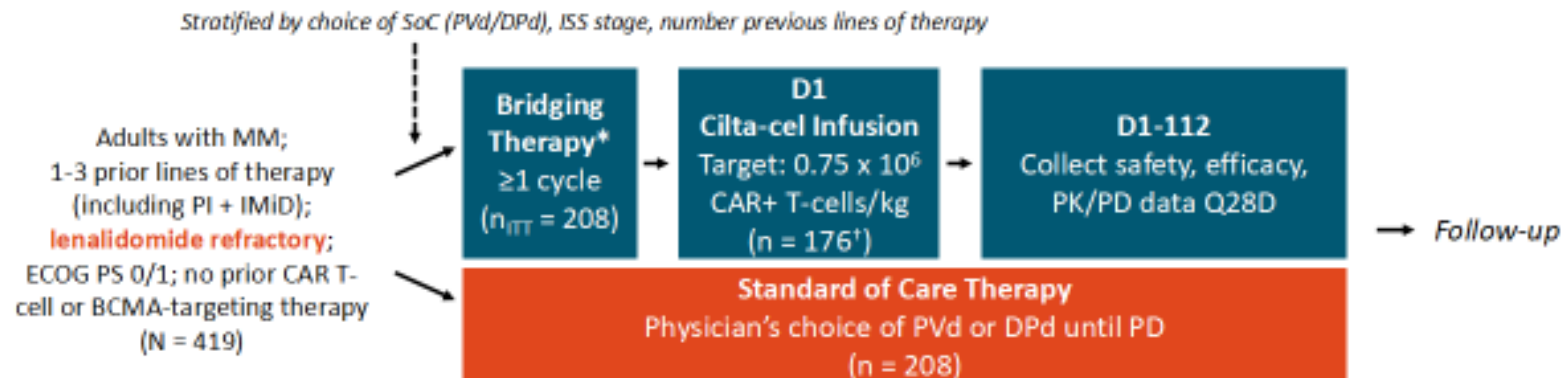 Stratified by choice of SoC (PVd/DPd), ISS stage, number previous lines of therapy
Adults with MM;
1-3 prior lines of therapy
(including PI + IMiD);
lenalidomide refractory;
ECOG PS 0/1; no prior CAR T-
cell or BCMA-targeting therapy
(N = 419)
Bridging
Therapy*
≥1 cycle
(nITT = 208)
D1
Cilta-cel Infusion
Target: 0.75 x 10⁶
CAR+ T-cells/kg
(n = 176†)
D1-112
Collect safety, efficacy,
PK/PD data Q28D
Standard of Care Therapy
Physician's choice of PVd or DPd until PD
(n = 208)
Follow-up